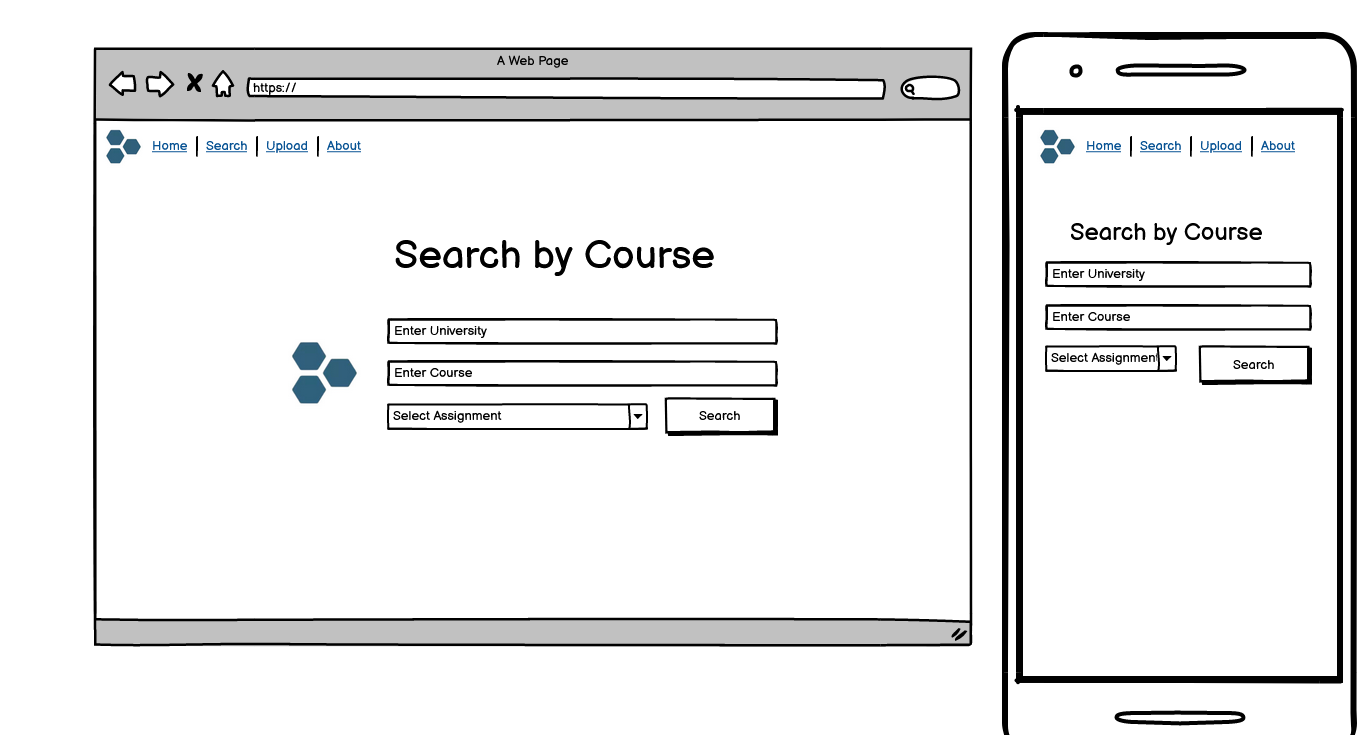 A Web Page
https://
Home Search Upload About
Search by Course
Enter University
Enter Course
Select Assignment Search
Home Search Upload About
Search by Course
Enter University
Enter Course
Select Assignment Search